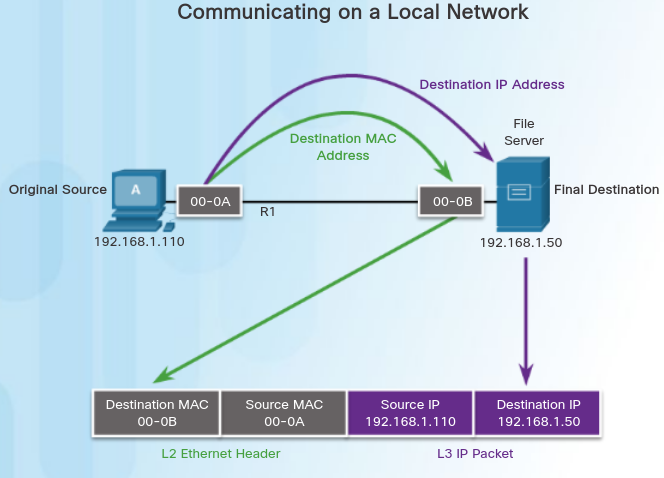 Communicating on a Local Network
Destination IP Address
File
Server
Destination MAC
Address
Original Source
A
00-0A
00-0B
Final Destination
R1
192.168.1.110
192.168.1.50
Destination MAC
00-0B
Source MAC
00-0A
Source IP
192.168.1.110
Destination IP
192.168.1.50
L2 Ethernet Header
L3 IP Packet